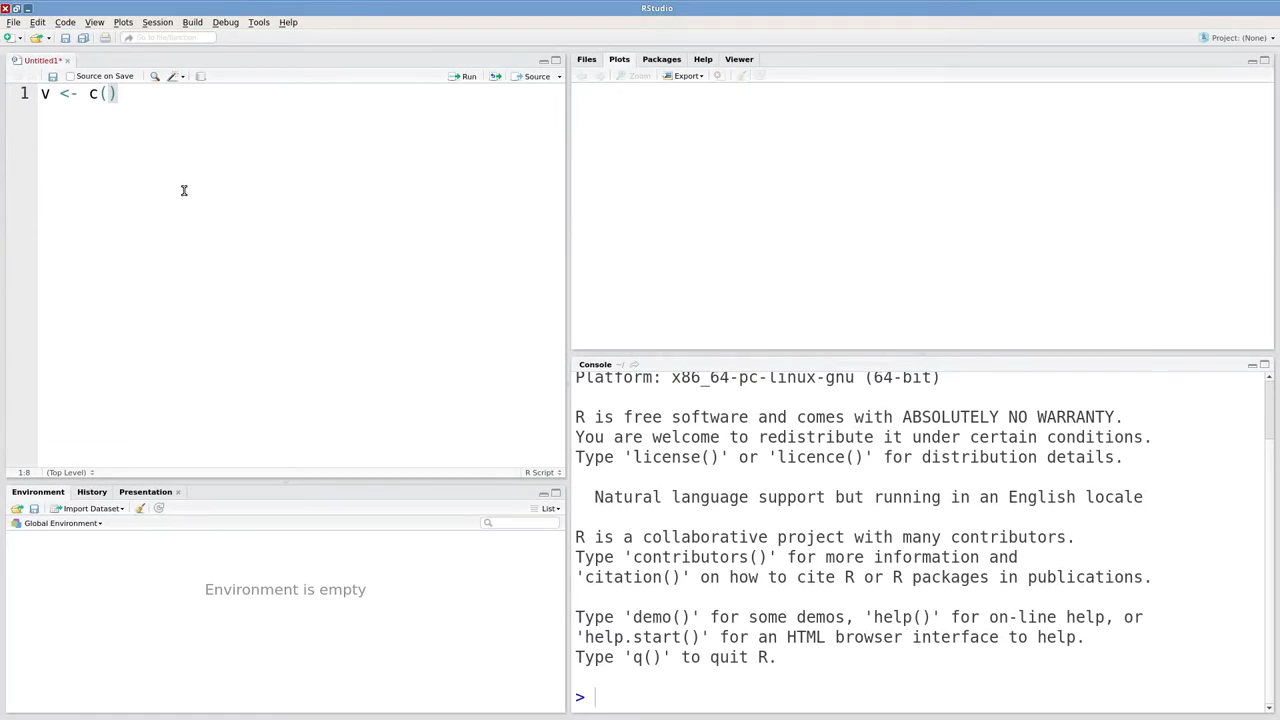 RStudio
File Edit Code View Plots Session Build Debug Tools Help
Go to file/function
Project: (None)
Untitled1*
Source on Save
Run
Source
1 v <- c()
1:8 (Top Level) R Script
Environment History Presentation
Import Dataset
List
Global Environment
Environment is empty
Files Plots Packages Help Viewer
Zoom Export
Console ~/
Platform: x86_64-pc-linux-gnu (64-bit)
R is free software and comes with ABSOLUTELY NO WARRANTY.
You are welcome to redistribute it under certain conditions.
Type 'license()' or 'licence()' for distribution details.
Natural language support but running in an English locale
R is a collaborative project with many contributors.
Type 'contributors()' for more information and
'citation()' on how to cite R or R packages in publications.
Type 'demo()' for some demos, 'help()' for on-line help, or
'help.start()' for an HTML browser interface to help.
Type 'q()' to quit R.
>